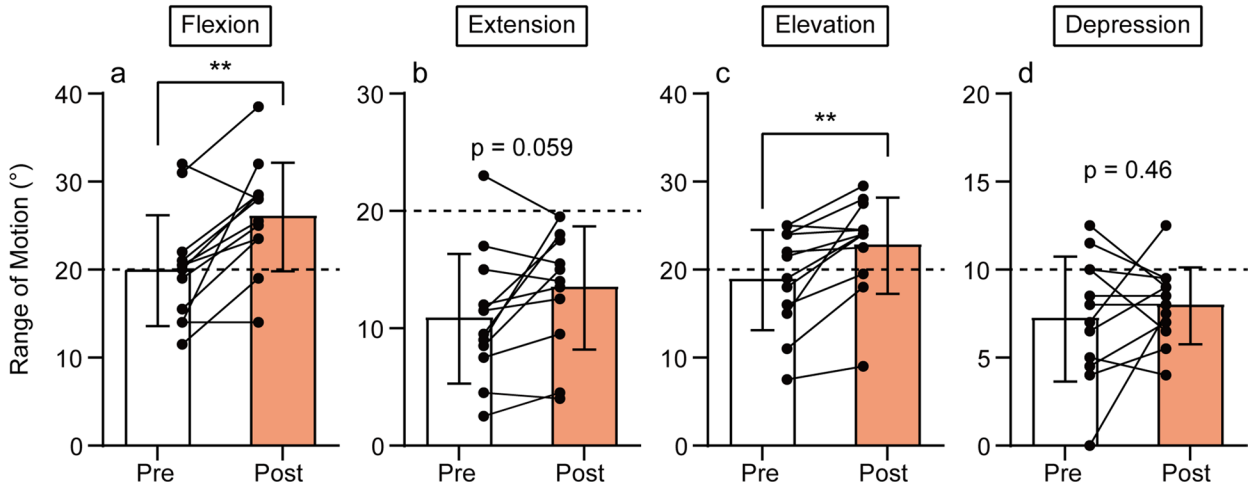 Flexion
Extension
Elevation
Depression
a
**
b
p = 0.059
c
**
d
p = 0.46
Range of Motion (°)
40
30
20
10
0
Pre
Post
30
20
10
0
Pre
Post
40
30
20
10
0
Pre
Post
20
15
10
5
0
Pre
Post